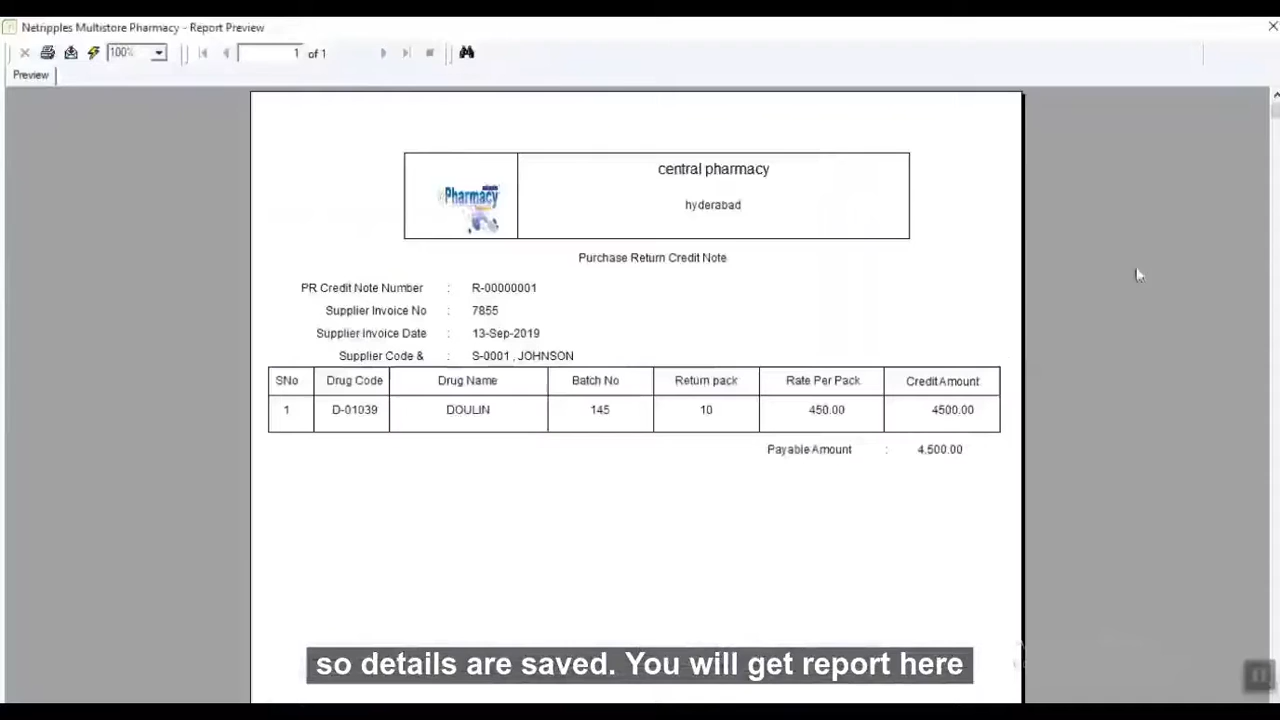 Netripples Multistore Pharmacy - Report Preview
100% 1 of 1
Preview
Pharmacy
central pharmacy
hyderabad
Purchase Return Credit Note
PR Credit Note Number : R-00000001
Supplier Invoice No : 7855
Supplier Invoice Date : 13-Sep-2019
Supplier Code & : S-0001 , JOHNSON
SNo Drug Code Drug Name Batch No Return pack Rate Per Pack Credit Amount
1 D-01039 DOULIN 145 10 450.00 4500.00
Payable Amount : 4,500.00
so details are saved. You will get report here